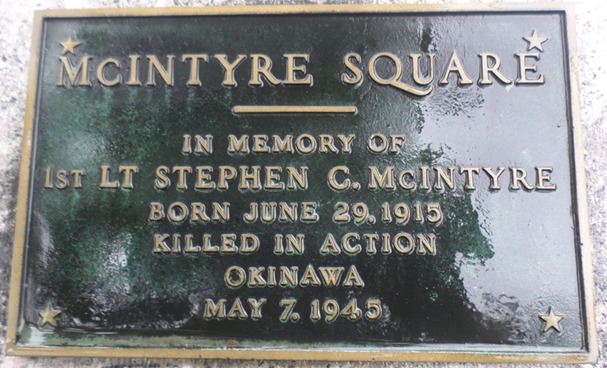 McINTYRE SQUARE
IN MEMORY OF
1ST LT STEPHEN C. McINTYRE
BORN JUNE 29, 1915
KILLED IN ACTION
OKINAWA
MAY 7, 1945